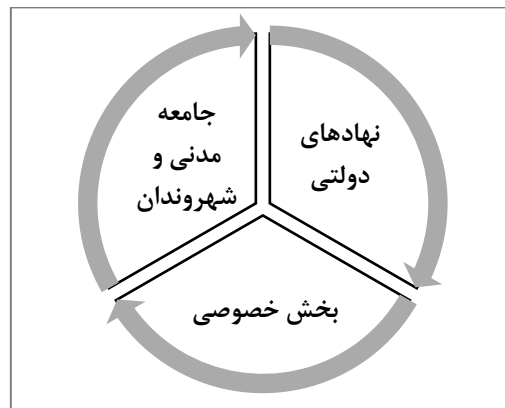 نهادهای
دولتی
جامعه
مدنی و
شهروندان
بخش خصوصی